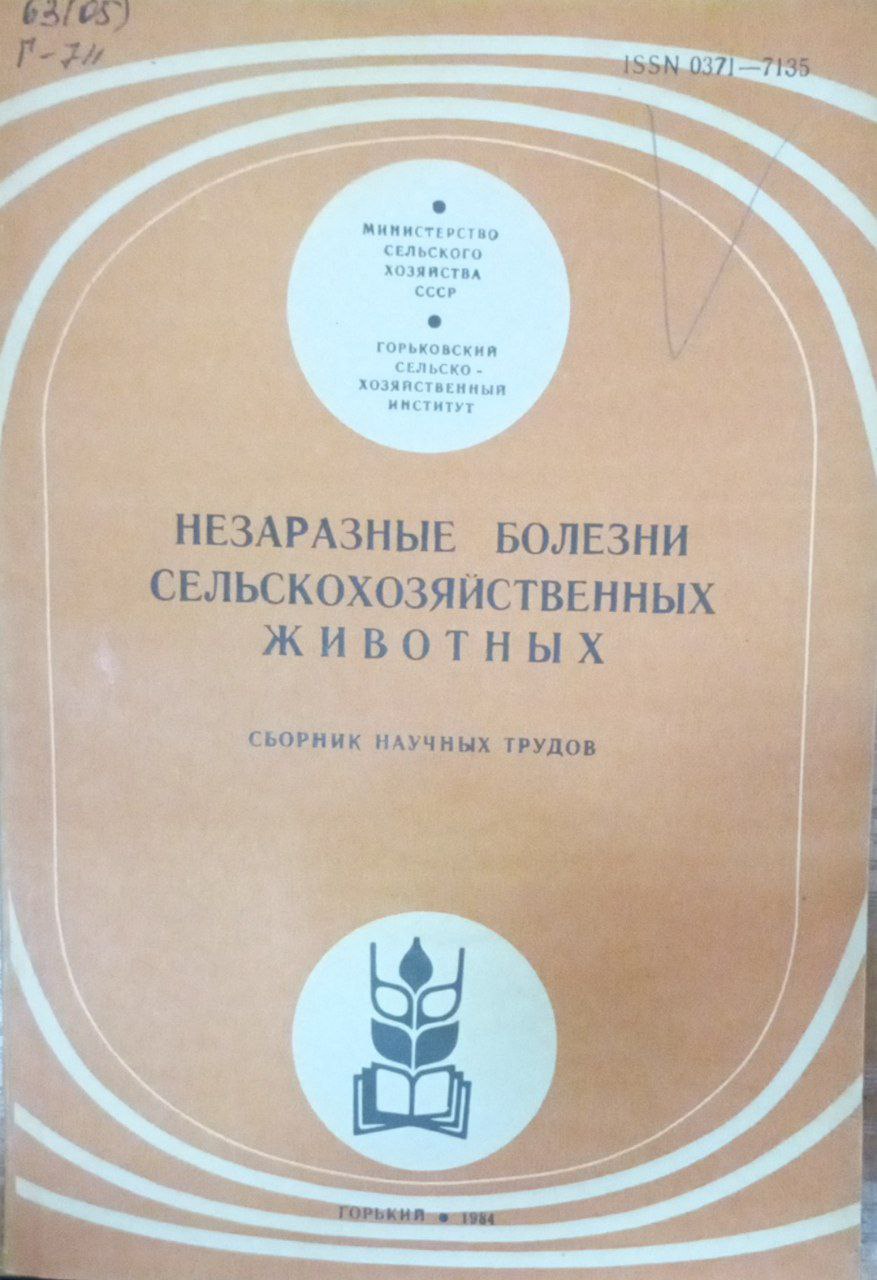 63(05)
Г-711
ISSN 0371—7135
МИНИСТЕРСТВО
СЕЛЬСКОГО
ХОЗЯЙСТВА
СССР
ГОРЬКОВСКИЙ
СЕЛЬСКО-
ХОЗЯЙСТВЕННЫЙ
ИНСТИТУТ
НЕЗАРАЗНЫЕ БОЛЕЗНИ
СЕЛЬСКОХОЗЯЙСТВЕННЫХ
ЖИВОТНЫХ
СБОРНИК НАУЧНЫХ ТРУДОВ
ГОРЬКИЙ • 1984